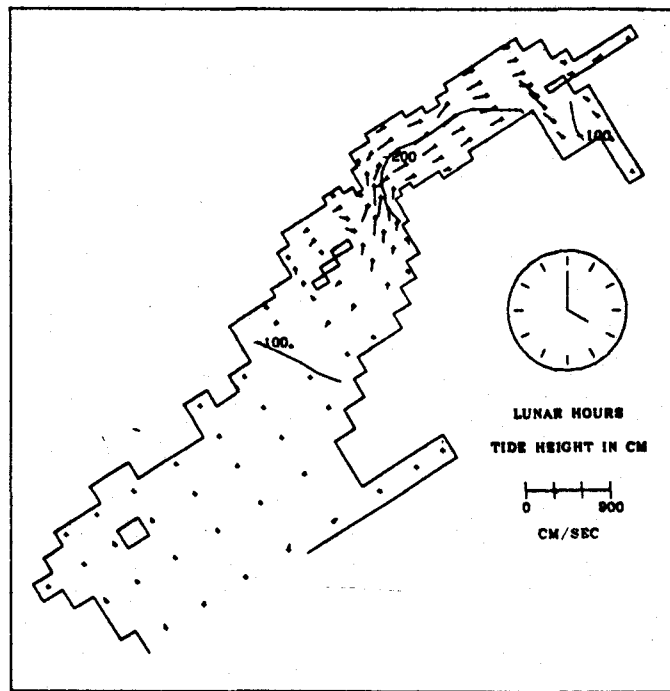 200
100.
100.
LUNAR HOURS
TIDE HEIGHT IN CM
0 900
CM/SEC